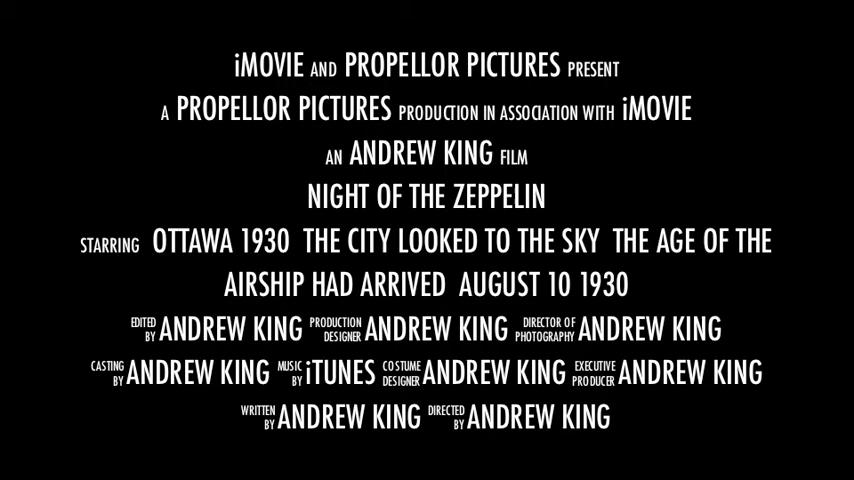 iMOVIE AND PROPELLOR PICTURES PRESENT
A PROPELLOR PICTURES PRODUCTION IN ASSOCIATION WITH iMOVIE
AN ANDREW KING FILM
NIGHT OF THE ZEPPELIN
STARRING OTTAWA 1930 THE CITY LOOKED TO THE SKY THE AGE OF THE
AIRSHIP HAD ARRIVED AUGUST 10 1930
EDITED BY ANDREW KING PRODUCTION DESIGNER ANDREW KING DIRECTOR OF PHOTOGRAPHY ANDREW KING
CASTING BY ANDREW KING MUSIC BY iTUNES COSTUME DESIGNER ANDREW KING EXECUTIVE PRODUCER ANDREW KING
WRITTEN BY ANDREW KING DIRECTED BY ANDREW KING